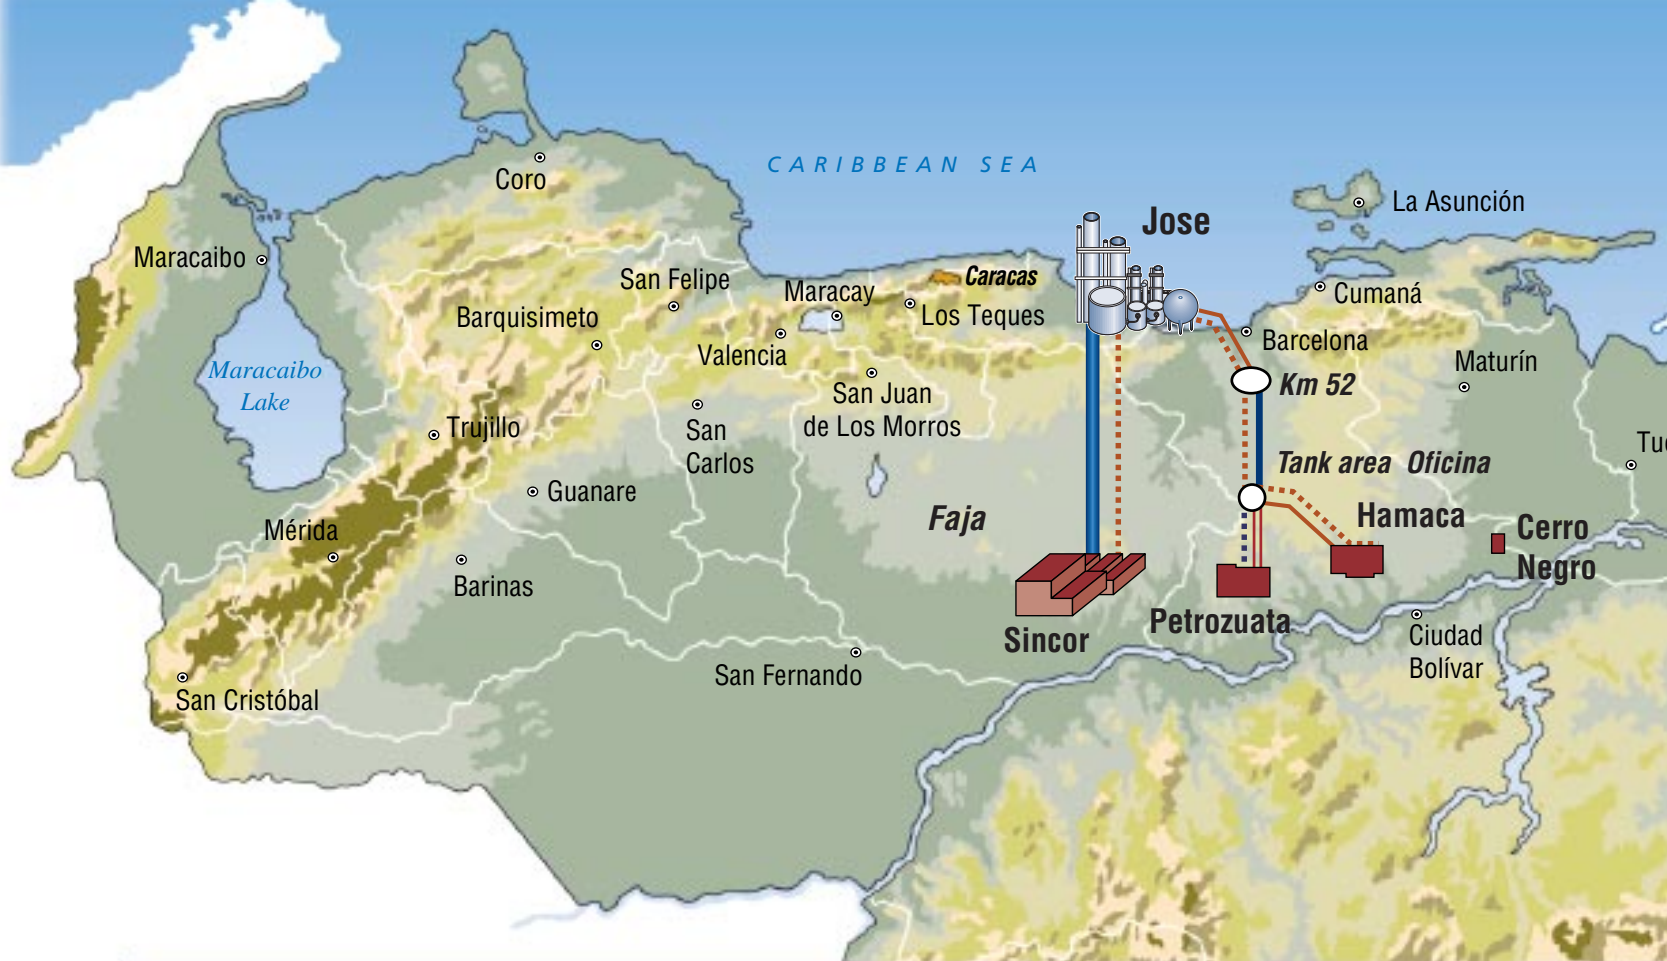 CARIBBEAN SEA
Coro
La Asunción
Jose
Maracaibo
San Felipe
Caracas
Maracay
Cumaná
Barquisimeto
Los Teques
Barcelona
Valencia
Maturín
Maracaibo
Lake
Km 52
San Juan
de Los Morros
Trujillo
San
Carlos
Tank area Oficina
Guanare
Faja
Hamaca
Mérida
Cerro
Negro
Barinas
Petrozuata
Sincor
Ciudad
Bolívar
San Fernando
San Cristóbal